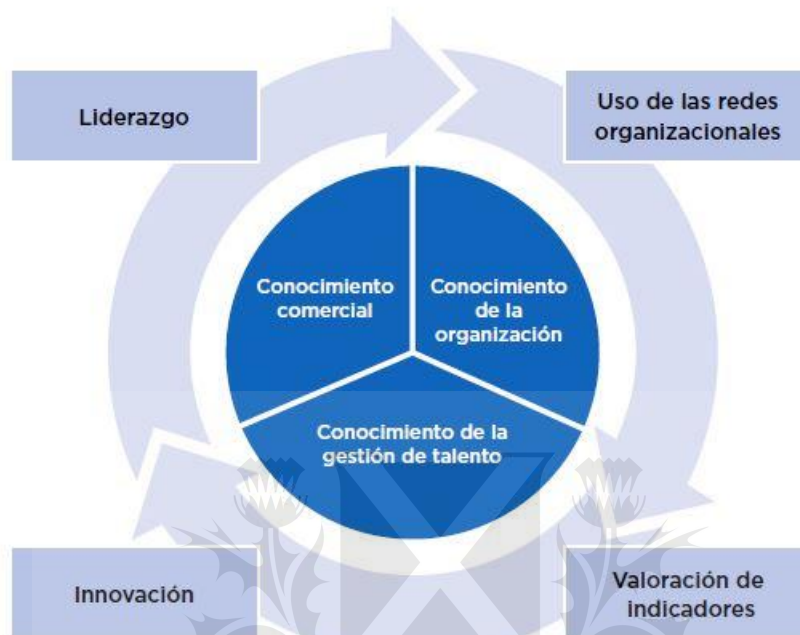 Liderazgo
Uso de las redes
organizacionales
Conocimiento
comercial
Conocimiento
de la
organización
Conocimiento de la
gestión de talento
Innovación
Valoración de
indicadores